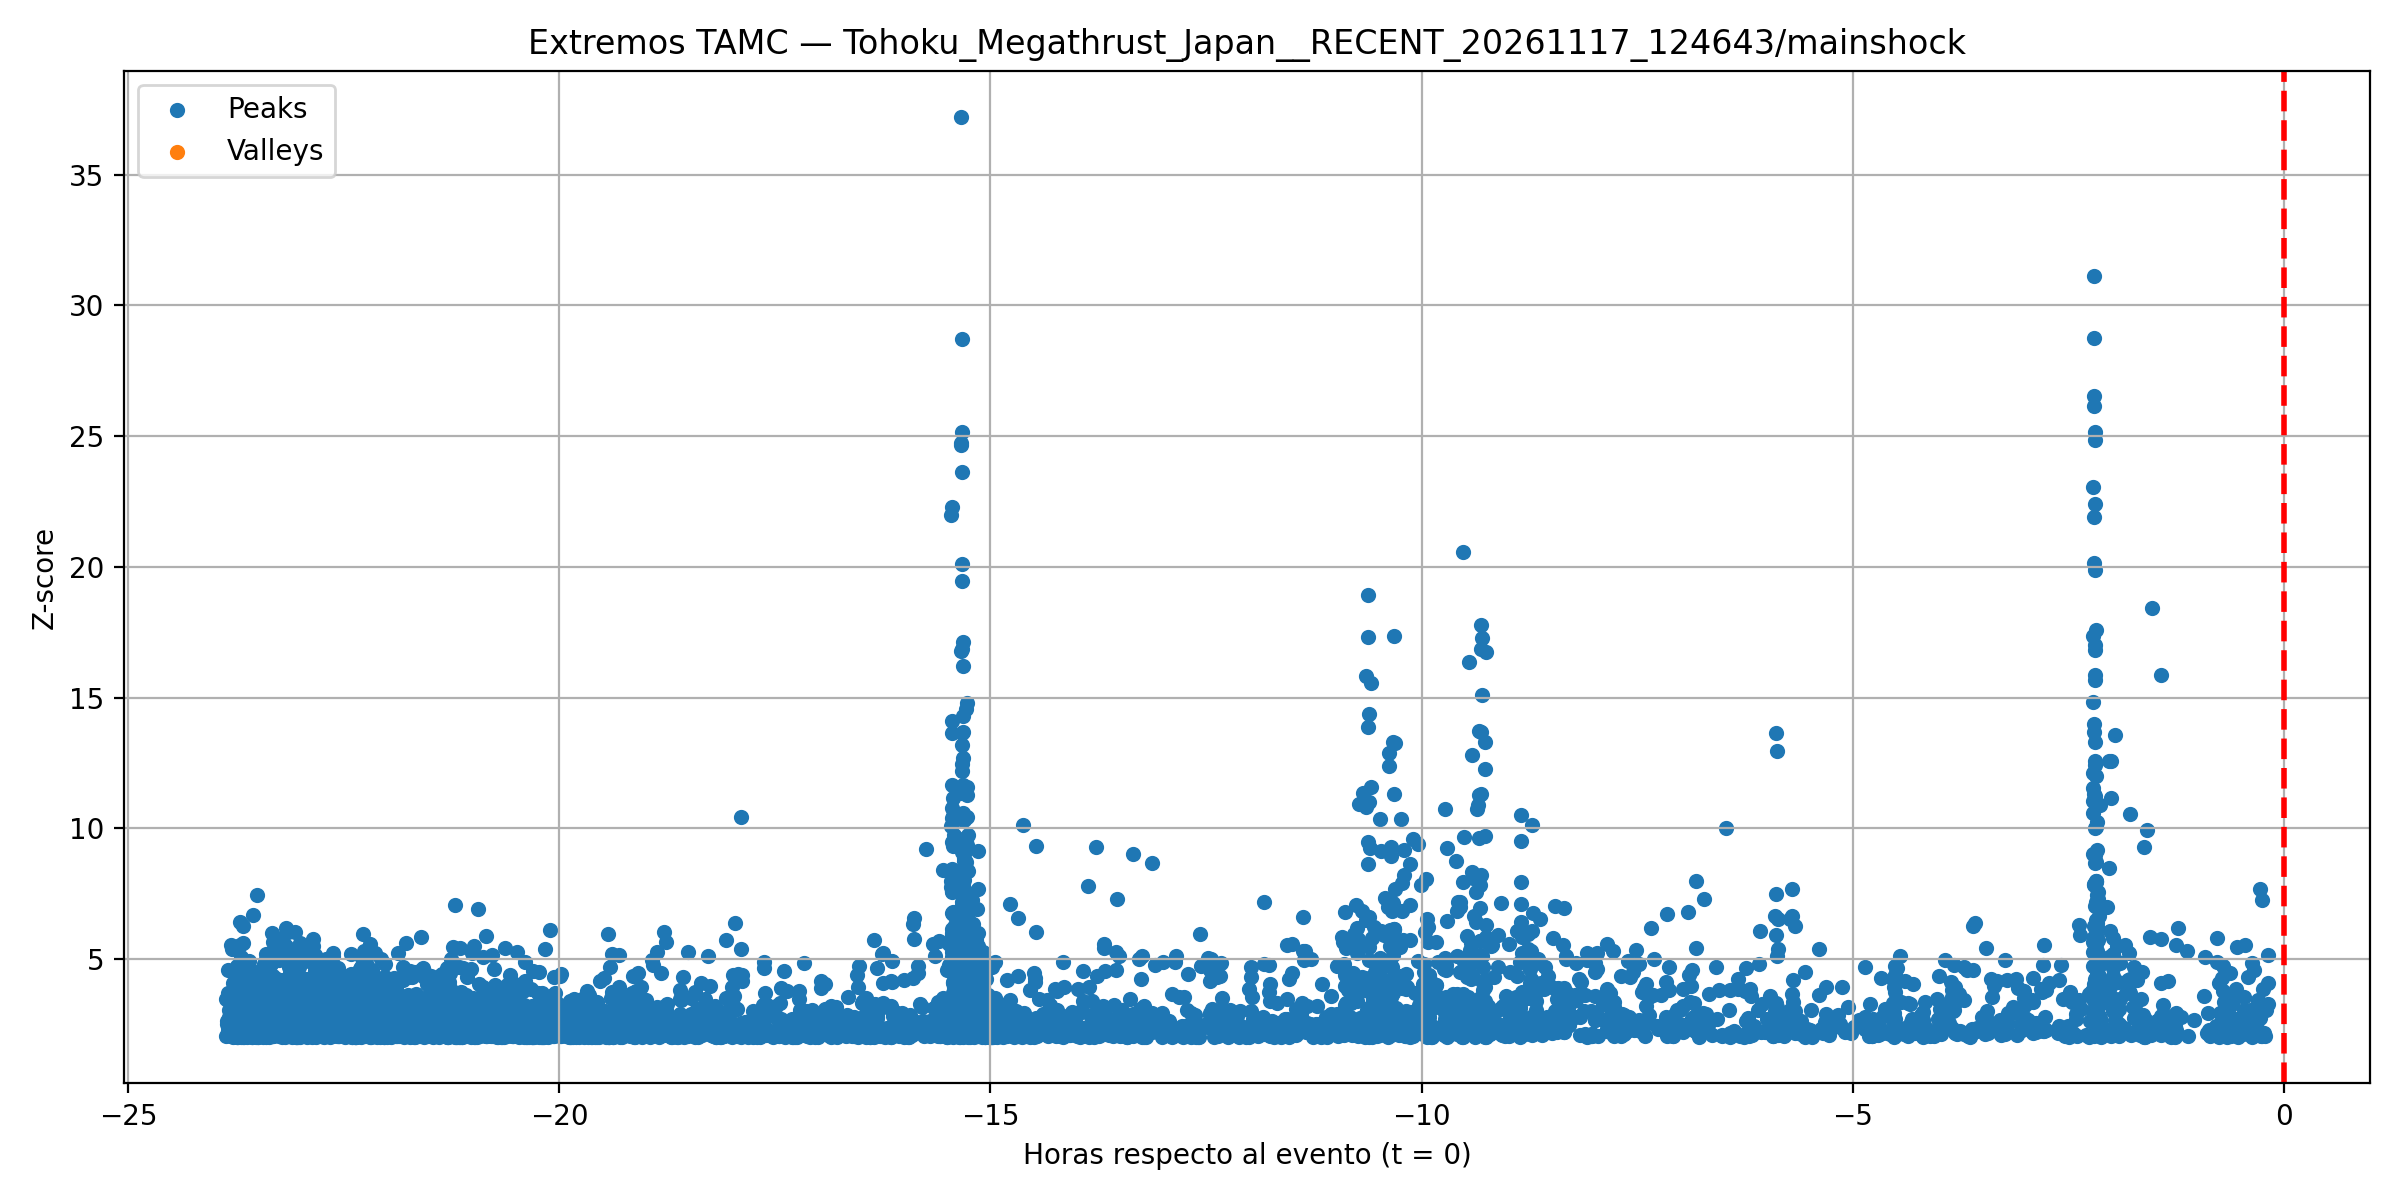 Extremos TAMC — Tohoku_Megathrust_Japan__RECENT_20261117_124643/mainshock
Peaks
Valleys
35
30
25
20
15
10
5
Z-score
−25
−20
−15
−10
−5
0
Horas respecto al evento (t = 0)